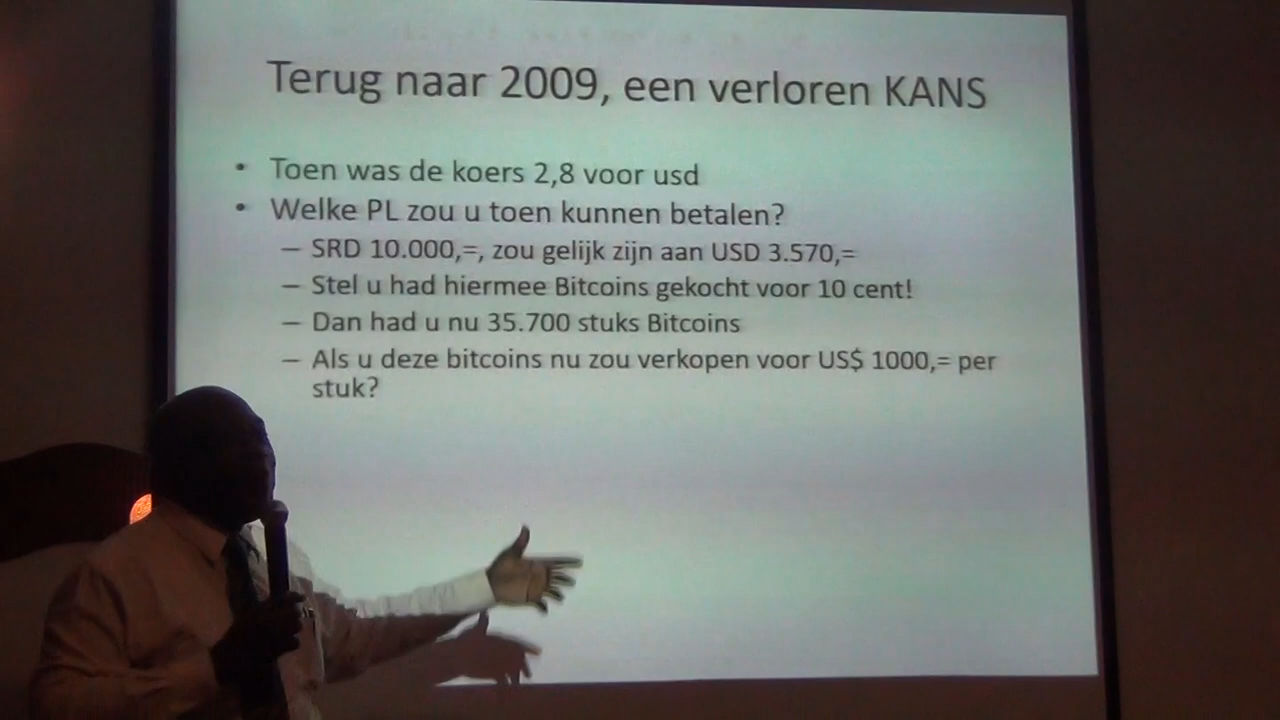 Terug naar 2009, een verloren KANS
• Toen was de koers 2,8 voor usd
• Welke PL zou u toen kunnen betalen?
– SRD 10.000,=, zou gelijk zijn aan USD 3.570,=
– Stel u had hiermee Bitcoins gekocht voor 10 cent!
– Dan had u nu 35.700 stuks Bitcoins
– Als u deze bitcoins nu zou verkopen voor US$ 1000,= per
stuk?